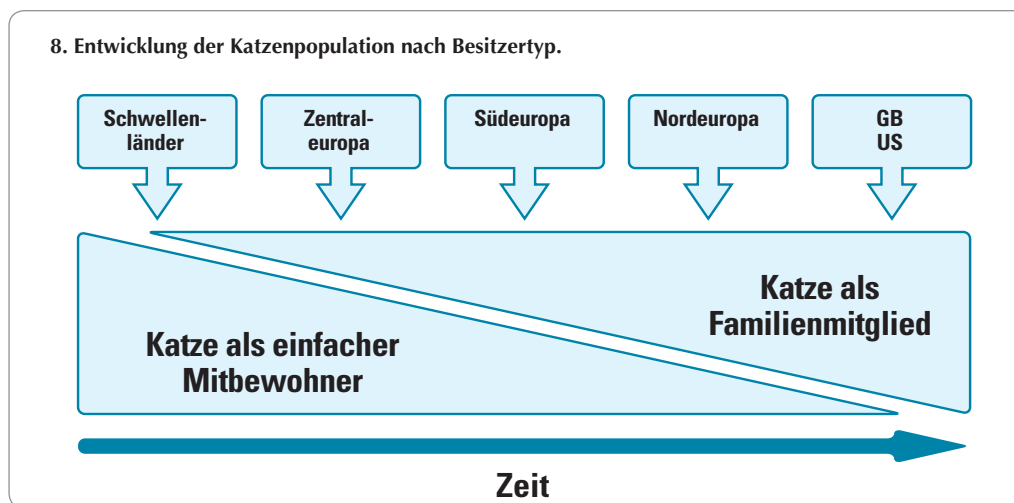 8. Entwicklung der Katzenpopulation nach Besitzertyp.
Schwellen-
länder
Zentral-
europa
Südeuropa
Nordeuropa
GB
US
Katze als
Familienmitglied
Katze als einfacher
Mitbewohner
Zeit